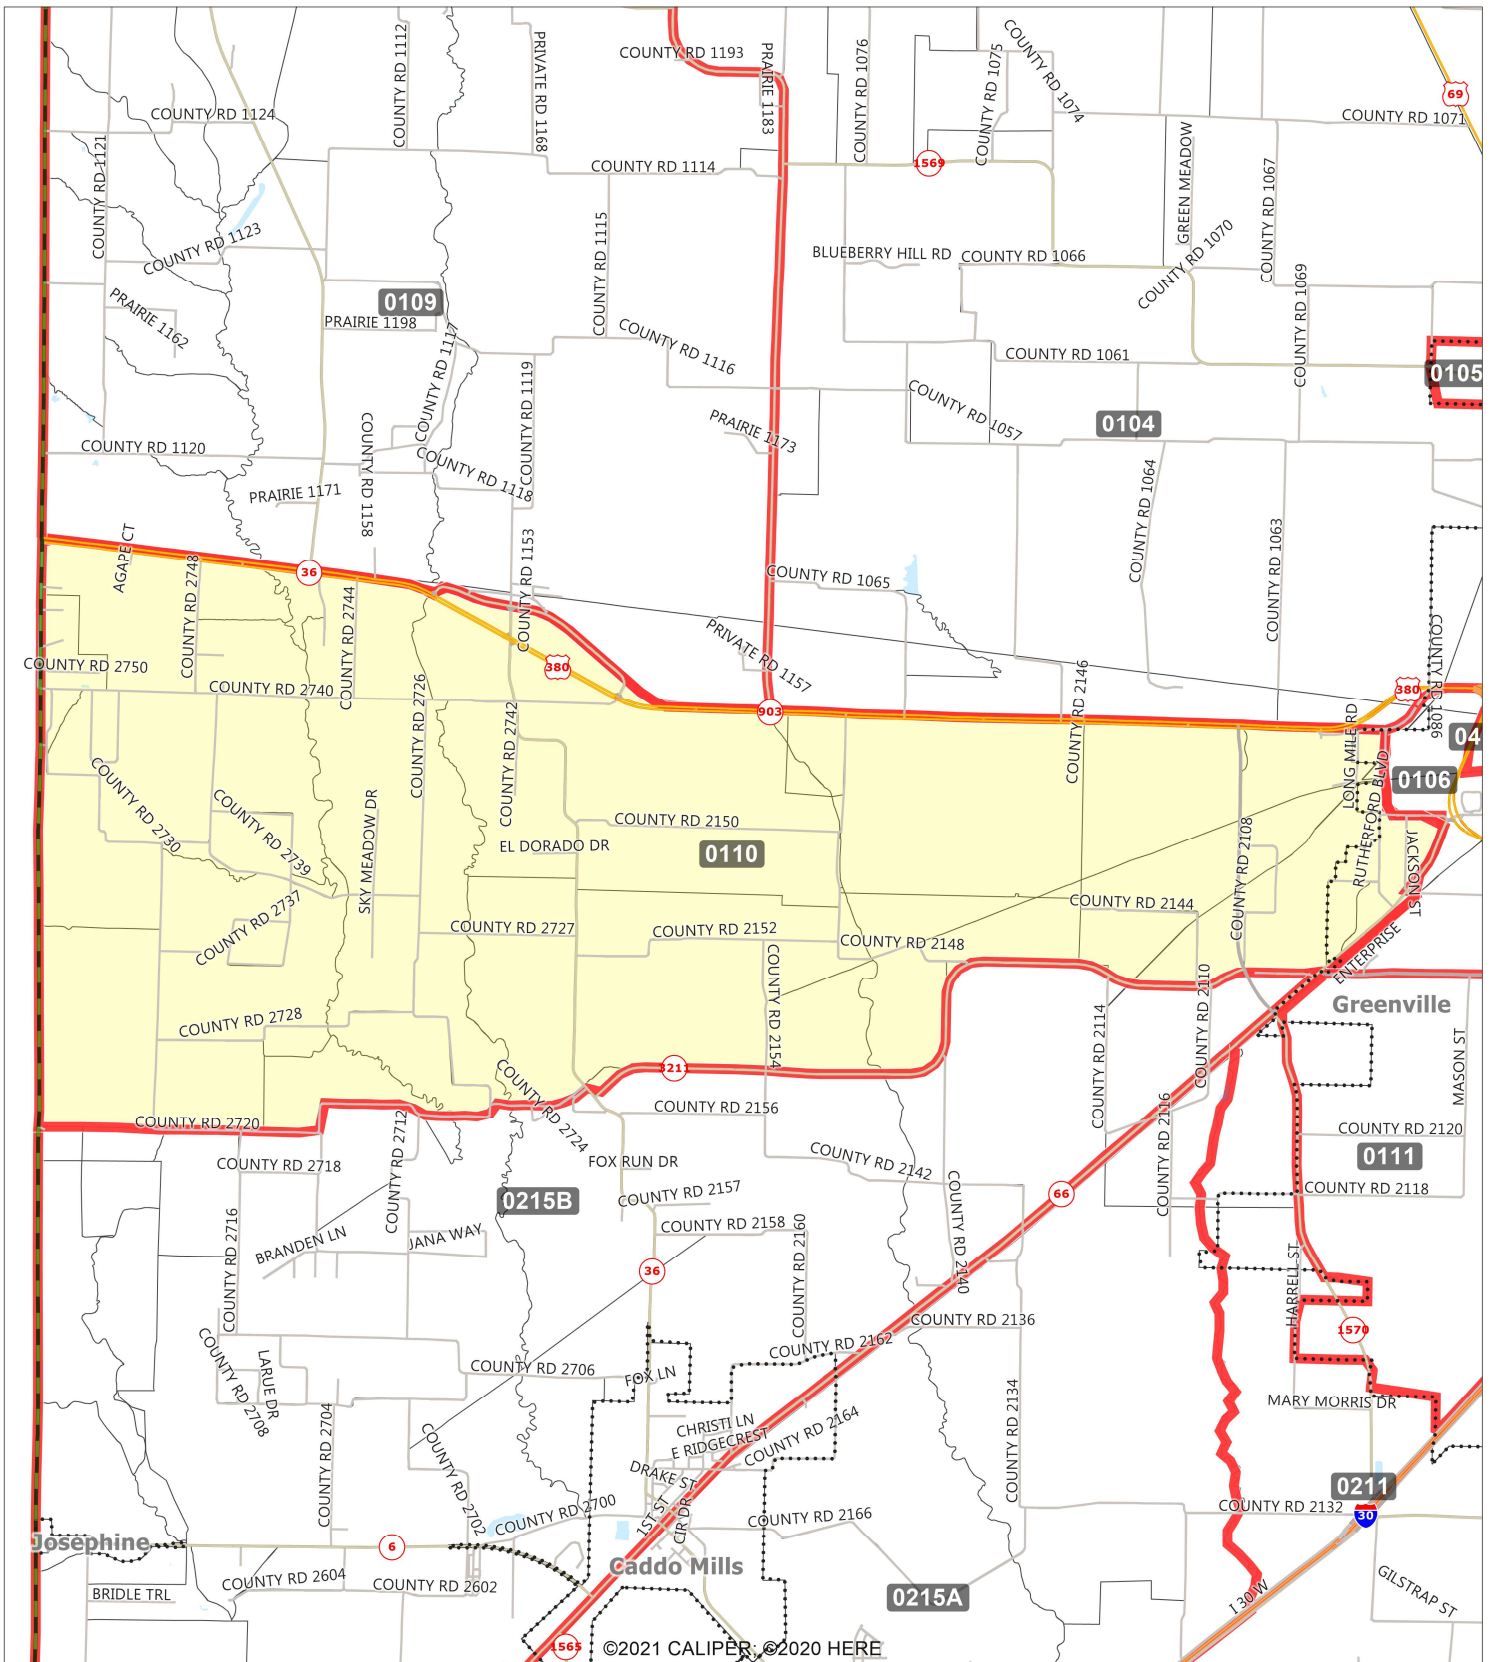 COUNTY RD 1112
PRIVATE RD 1168
COUNTY RD 1193
PRAIRIE 1183
COUNTY RD 1076
COUNTY RD 1075
COUNTY RD 1074
69
COUNTY RD 1071
COUNTY RD 1124
COUNTY RD 1121
COUNTY RD 1114
1569
GREEN MEADOW
COUNTY RD 1067
COUNTY RD 1123
COUNTY RD 1115
BLUEBERRY HILL RD
COUNTY RD 1066
COUNTY RD 1070
COUNTY RD 1069
0109
PRAIRIE 1162
PRAIRIE 1198
COUNTY RD 1117
COUNTY RD 1116
COUNTY RD 1061
0105
COUNTY RD 1119
COUNTY RD 1057
0104
PRAIRIE 1173
COUNTY RD 1120
COUNTY RD 1158
COUNTY RD 1118
PRAIRIE 1171
COUNTY RD 1064
COUNTY RD 1063
AGAPE CT
COUNTY RD 2748
36
COUNTY RD 2744
COUNTY RD 1153
COUNTY RD 1065
PRIVATE RD 1157
COUNTY RD 1086
COUNTY RD 2750
COUNTY RD 2740
COUNTY RD 2726
380
903
COUNTY RD 2146
380
LONG MILE RD
04
COUNTY RD 2742
0106
RUTHERFORD BLVD
COUNTY RD 2730
COUNTY RD 2739
SKY MEADOW DR
COUNTY RD 2150
EL DORADO DR
0110
COUNTY RD 2108
JACKSON ST
COUNTY RD 2737
COUNTY RD 2727
COUNTY RD 2152
COUNTY RD 2148
COUNTY RD 2144
ENTERPRISE
COUNTY RD 2154
COUNTY RD 2110
COUNTY RD 2114
Greenville
COUNTY RD 2728
3211
COUNTY RD 2724
MASON ST
COUNTY RD 2720
COUNTY RD 2712
COUNTY RD 2156
COUNTY RD 2116
COUNTY RD 2120
COUNTY RD 2718
FOX RUN DR
COUNTY RD 2142
0111
0215B
COUNTY RD 2157
66
COUNTY RD 2118
COUNTY RD 2716
BRANDEN LN
JANA WAY
COUNTY RD 2158
COUNTY RD 2160
COUNTY RD 2140
36
HARRELL ST
COUNTY RD 2136
1570
COUNTY RD 2708
LARUE DR
COUNTY RD 2706
COUNTY RD 2162
FOX LN
COUNTY RD 2134
MARY MORRIS DR
COUNTY RD 2704
COUNTY RD 2702
CHRISTI LN
E RIDGECREST
COUNTY RD 2164
DRAKE ST
0211
COUNTY RD 2132
30
COUNTY RD 2700
1ST ST
CIR DR
COUNTY RD 2166
Josephine
6
Caddo Mills
COUNTY RD 2604
COUNTY RD 2602
BRIDLE TRL
0215A
I 30 W
GILSTRAP ST
1565
©2021 CALIPER; ©2020 HERE